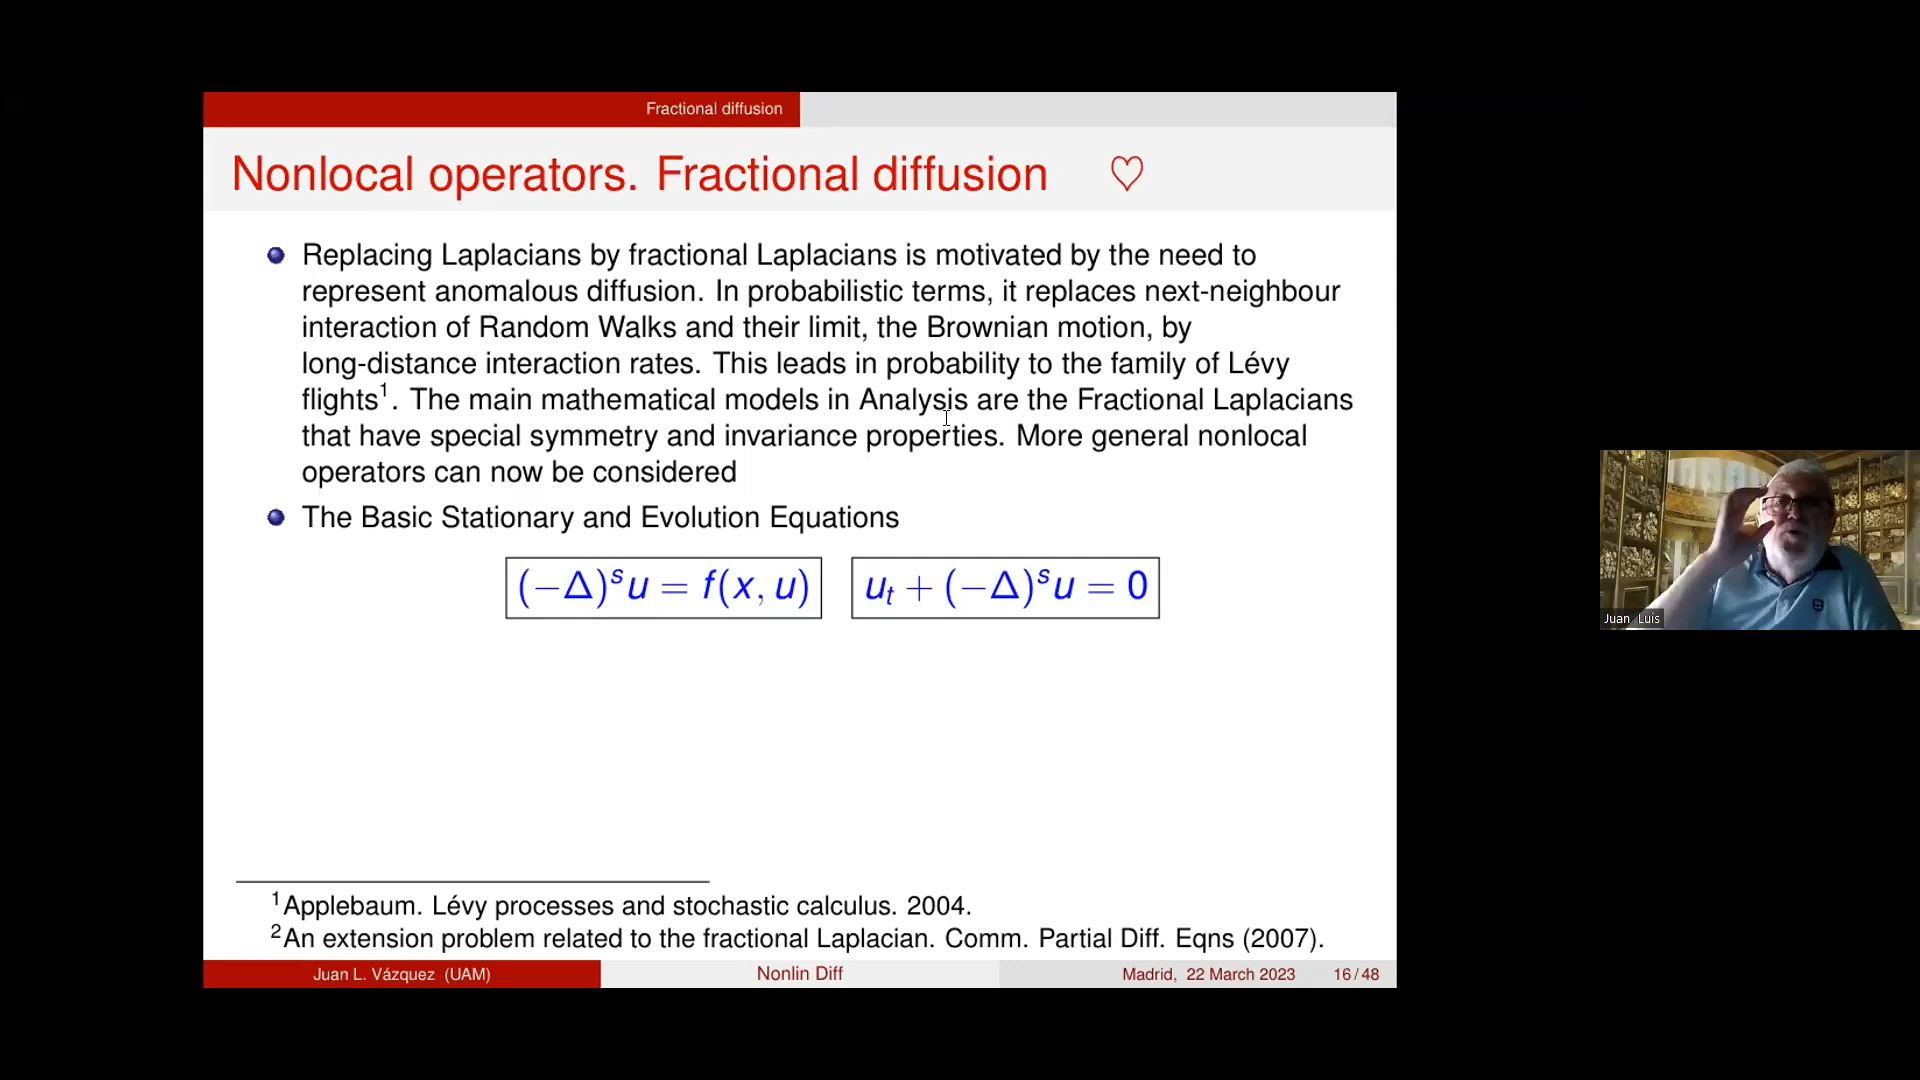 Fractional diffusion
Nonlocal operators. Fractional diffusion ♡
Replacing Laplacians by fractional Laplacians is motivated by the need to
represent anomalous diffusion. In probabilistic terms, it replaces next-neighbour
interaction of Random Walks and their limit, the Brownian motion, by
long-distance interaction rates. This leads in probability to the family of Lévy
flights¹. The main mathematical models in Analysis are the Fractional Laplacians
that have special symmetry and invariance properties. More general nonlocal
operators can now be considered
The Basic Stationary and Evolution Equations
(−Δ)ˢu = f(x, u) uₜ + (−Δ)ˢu = 0
¹Applebaum. Lévy processes and stochastic calculus. 2004.
²An extension problem related to the fractional Laplacian. Comm. Partial Diff. Eqns (2007).
Juan L. Vázquez (UAM) Nonlin Diff Madrid, 22 March 2023 16/48
Juan Luis